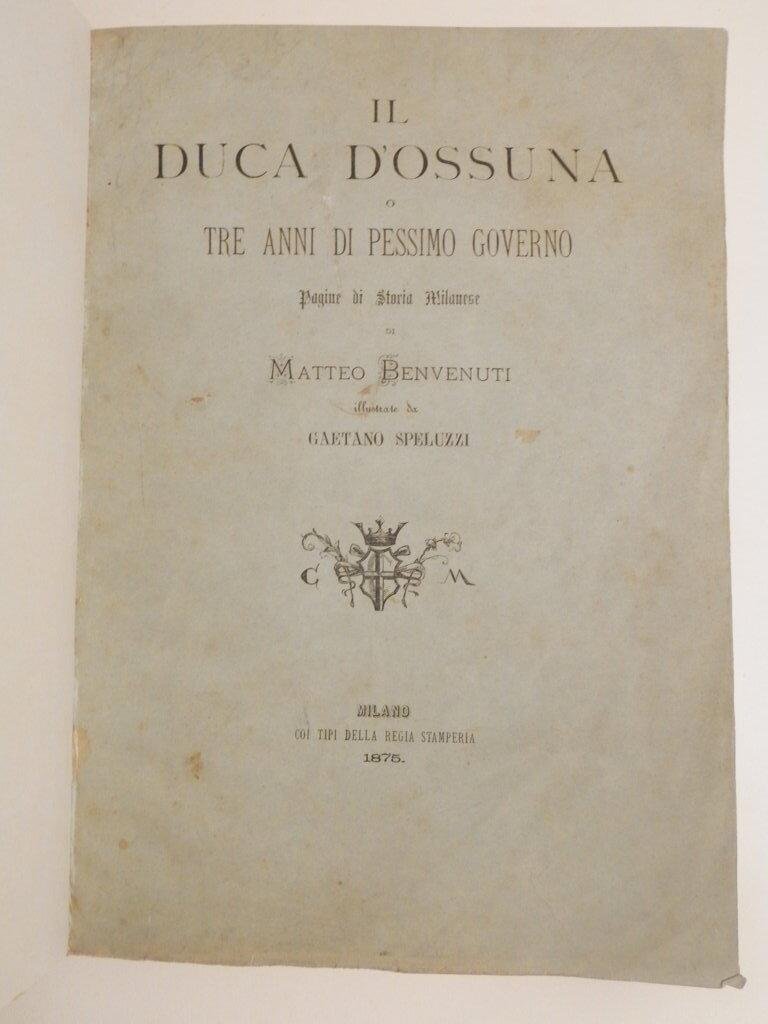 IL
DUCA D'OSSUNA
O
TRE ANNI DI PESSIMO GOVERNO
Pagine di Storia Milanese
DI
MATTEO BENVENUTI
illustrate da
GAETANO SPELUZZI
C M
MILANO
COI TIPI DELLA REGIA STAMPERIA
1875.